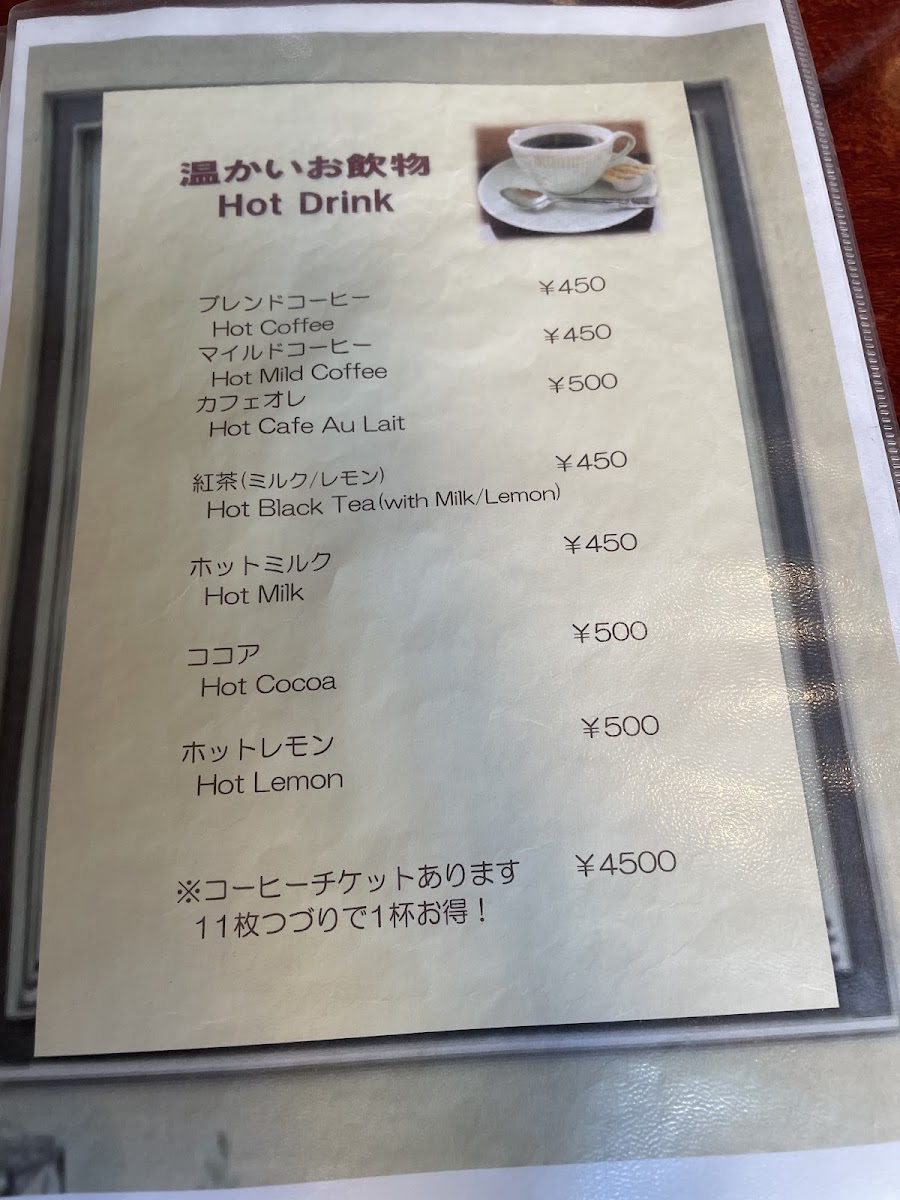 温かいお飲物
Hot Drink
ブレンドコーヒー ¥450
Hot Coffee
マイルドコーヒー ¥450
Hot Mild Coffee
カフェオレ ¥500
Hot Cafe Au Lait
紅茶(ミルク/レモン) ¥450
Hot Black Tea(with Milk/Lemon)
ホットミルク ¥450
Hot Milk
ココア ¥500
Hot Cocoa
ホットレモン ¥500
Hot Lemon
※コーヒーチケットあります ¥4500
11枚つづりで1杯お得！